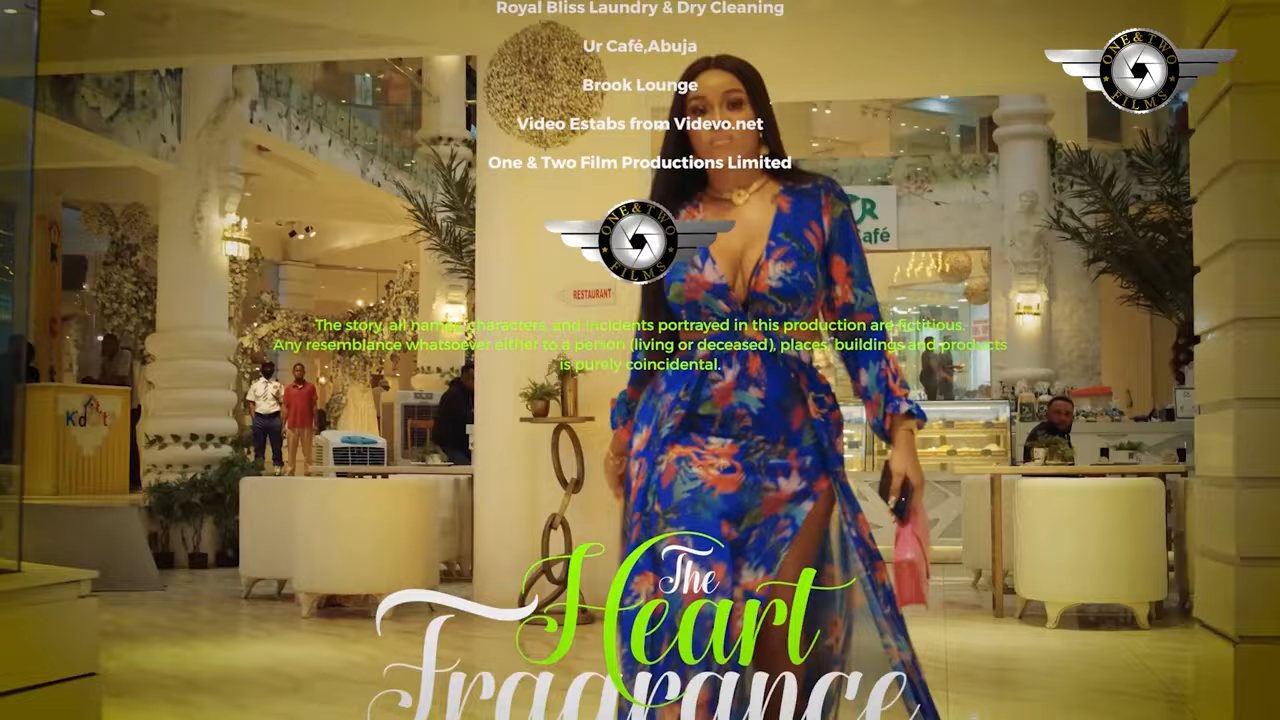 Royal Bliss Laundry & Dry Cleaning
Ur Café,Abuja
Brook Lounge
Video Estabs from Videvo.net
One & Two Film Productions Limited
ONE & TWO
FILMS
ONE & TWO
FILMS
UR
Café
RESTAURANT
The story, all names, characters, and incidents portrayed in this production are fictitious.
Any resemblance whatsoever either to a person (living or deceased), places, buildings and products
is purely coincidental.
The
Heart
Fragrance